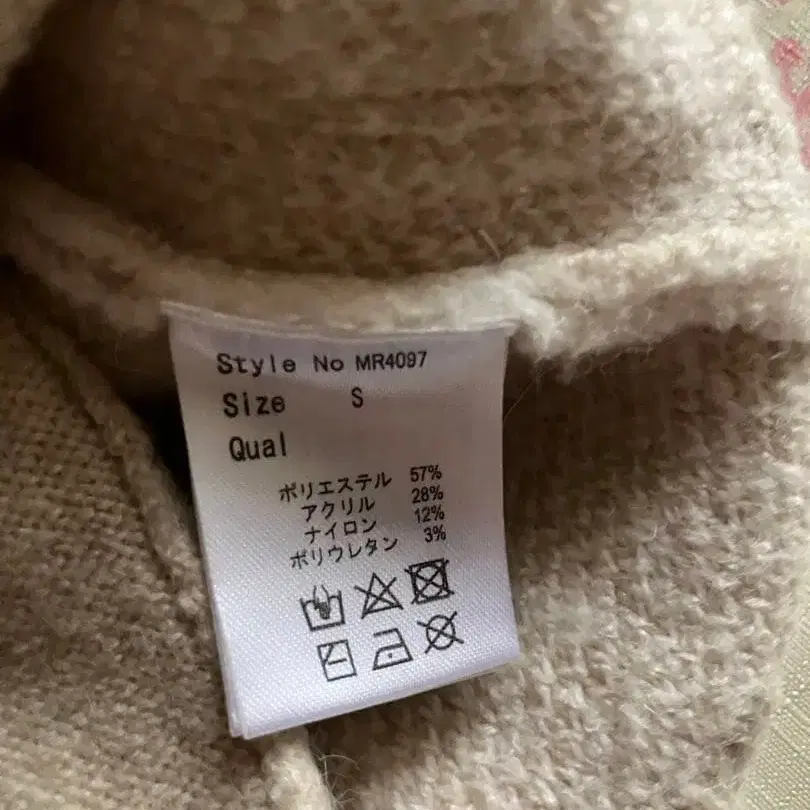 Style No MR4097
Size S
Qual
ポリエステル 57%
アクリル 28%
ナイロン 12%
ポリウレタン 3%